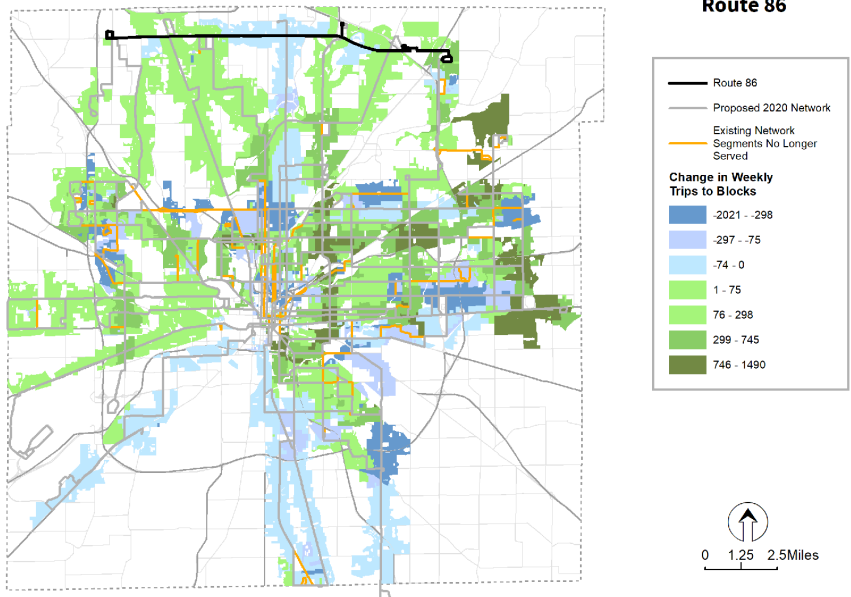 Route 86
Route 86
Proposed 2020 Network
Existing Network
Segments No Longer
Served
Change in Weekly
Trips to Blocks
-2021 - -298
-297 - -75
-74 - 0
1 - 75
76 - 298
299 - 745
746 - 1490
0 1.25 2.5Miles